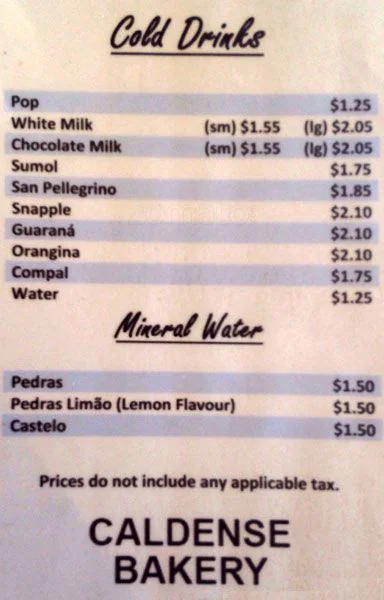 Cold Drinks
Pop $1.25
White Milk (sm) $1.55 (lg) $2.05
Chocolate Milk (sm) $1.55 (lg) $2.05
Sumol $1.75
San Pellegrino $1.85
Snapple $2.10
Guaraná $2.10
Orangina $2.10
Compal $1.75
Water $1.25
Mineral Water
Pedras $1.50
Pedras Limão (Lemon Flavour) $1.50
Castelo $1.50
Prices do not include any applicable tax.
CALDENSE
BAKERY